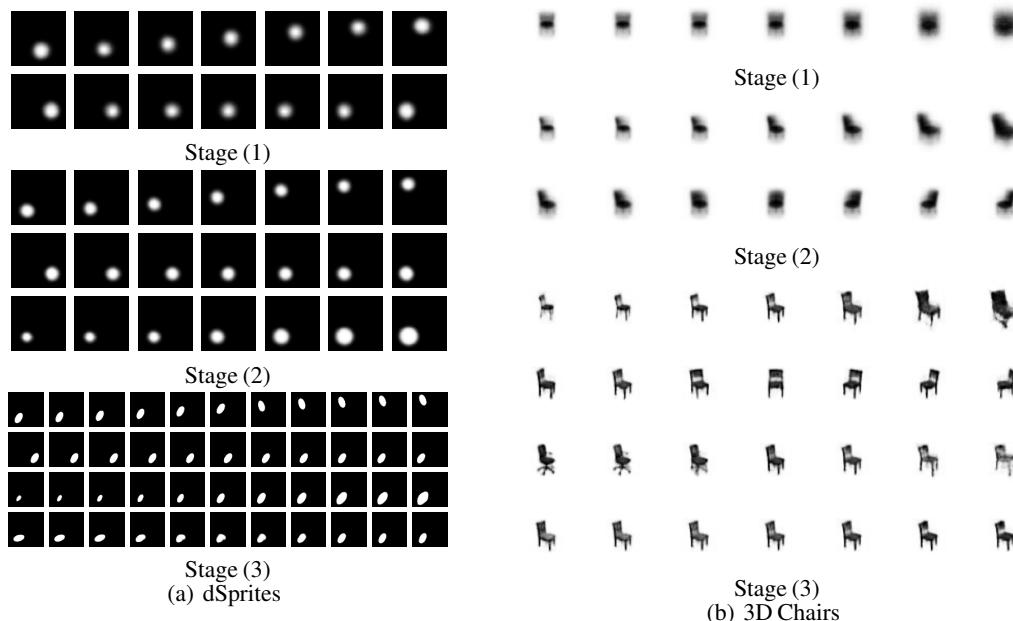 Stage (1)
Stage (2)
Stage (3)
(a) dSprites
Stage (1)
Stage (2)
Stage (3)
(b) 3D Chairs